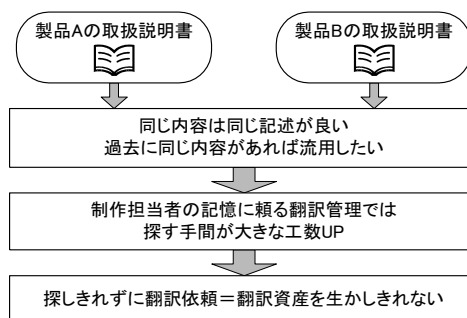 製品Aの取扱説明書
製品Bの取扱説明書
同じ内容は同じ記述が良い
過去に同じ内容があれば流用したい
制作担当者の記憶に頼る翻訳管理では
探す手間が大きな工数UP
探しきれずに翻訳依頼＝翻訳資産を生かしきれない